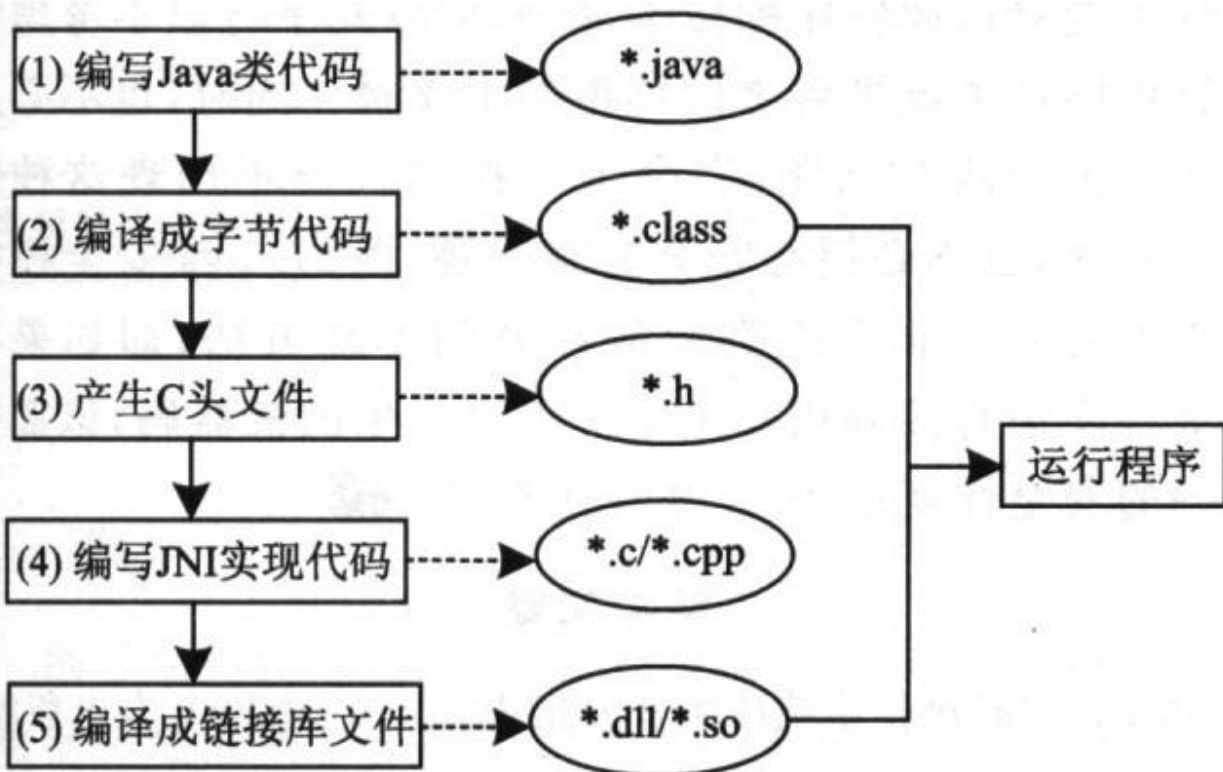 (1) 编写Java类代码
*.java
(2) 编译成字节代码
*.class
(3) 产生C头文件
*.h
运行程序
(4) 编写JNI实现代码
*.c/*.cpp
(5) 编译成链接库文件
*.dll/*.so